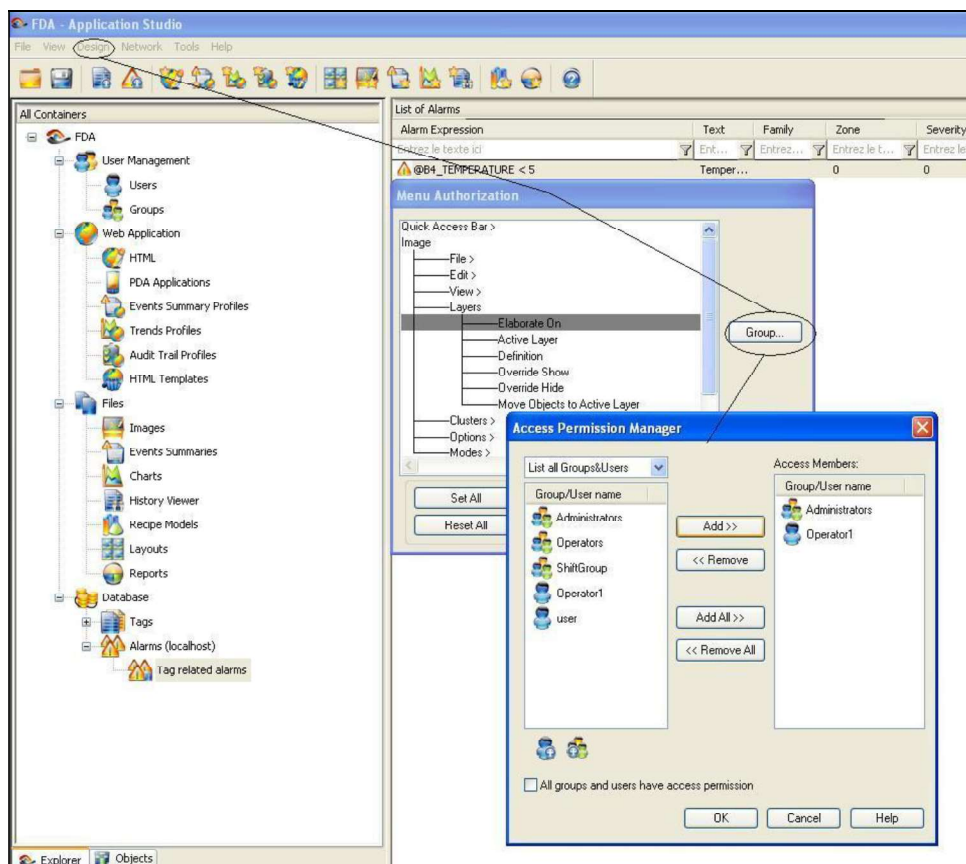 FDA - Application Studio
File View Design Network Tools Help
All Containers
FDA
User Management
Users
Groups
Web Application
HTML
PDA Applications
Events Summary Profiles
Trends Profiles
Audit Trail Profiles
HTML Templates
Files
Images
Events Summaries
Charts
History Viewer
Recipe Models
Layouts
Reports
Database
Tags
Alarms (localhost)
Tag related alarms
Explorer Objects
List of Alarms
Alarm Expression Text Family Zone Severity
Entrez le texte ici Ent... Entrez... Entrez le t... Entrez le
@B4_TEMPERATURE < 5 Temper... 0 0
Menu Authorization
Quick Access Bar >
Image
File >
Edit >
View >
Layers
Elaborate On
Active Layer
Definition
Override Show
Override Hide
Move Objects to Active Layer
Clusters >
Options >
Modes >
Group...
Set All
Reset All
Access Permission Manager
List all Groups&Users
Group/User name
Administrators
Operators
ShiftGroup
Operator1
user
Add >>
<< Remove
Add All >>
<< Remove All
Access Members:
Group/User name
Administrators
Operator1
All groups and users have access permission
OK Cancel Help